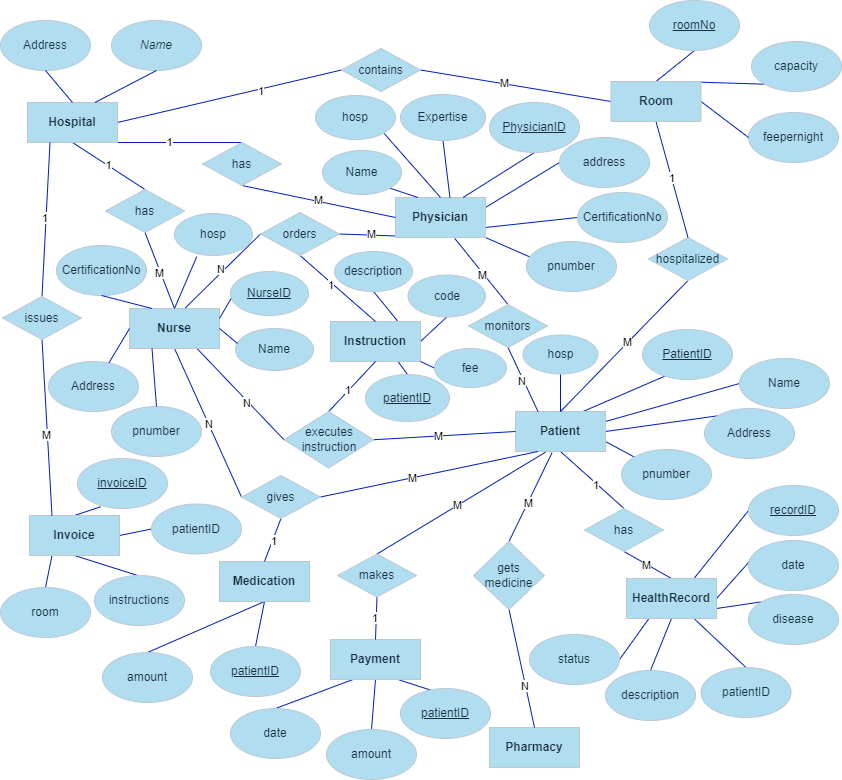 Address
Name
roomNo
contains
capacity
Hospital
1
M
Room
hosp
Expertise
PhysicianID
feepernight
1
has
Name
address
1
1
M
has
Physician
CertificationNo
1
hosp
orders
M
CertificationNo
M
N
description
M
pnumber
hospitalized
NurseID
1
code
issues
Nurse
Instruction
monitors
M
Name
hosp
PatientID
Address
fee
N
Name
patientID
1
pnumber
N
N
executes
instruction
M
Patient
Address
M
invoiceID
gives
M
1
pnumber
Invoice
patientID
M
M
has
recordID
1
M
date
Medication
makes
gets
medicine
room
instructions
HealthRecord
disease
1
amount
patientID
Payment
status
date
amount
patientID
N
description
patientID
Pharmacy